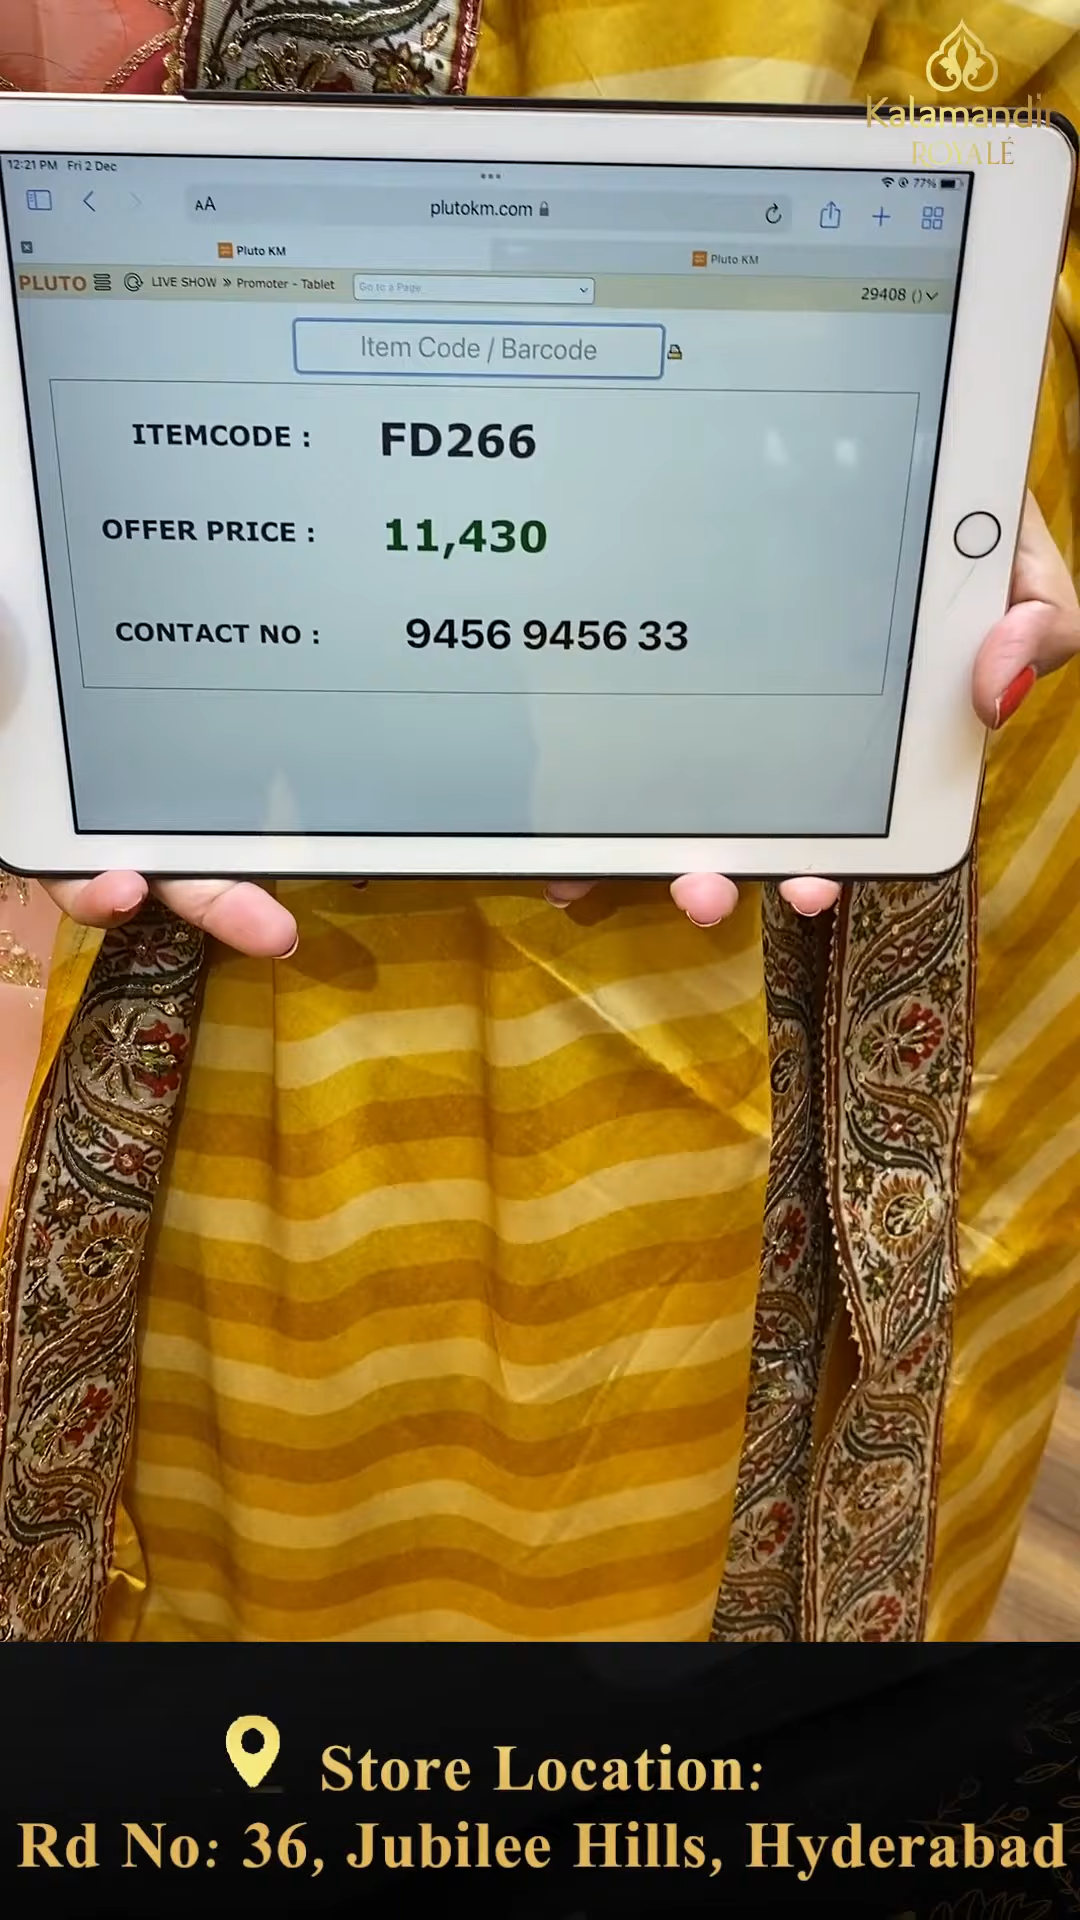 Kalamandir
ROYALÉ
12:21 PM Fri 2 Dec
77%
AA
plutokm.com
Pluto KM
Pluto KM
PLUTO
LIVE SHOW » Promoter - Tablet
Go to a Page
29408 ()
Item Code / Barcode
ITEMCODE : FD266
OFFER PRICE : 11,430
CONTACT NO : 9456 9456 33
Store Location:
Rd No: 36, Jubilee Hills, Hyderabad